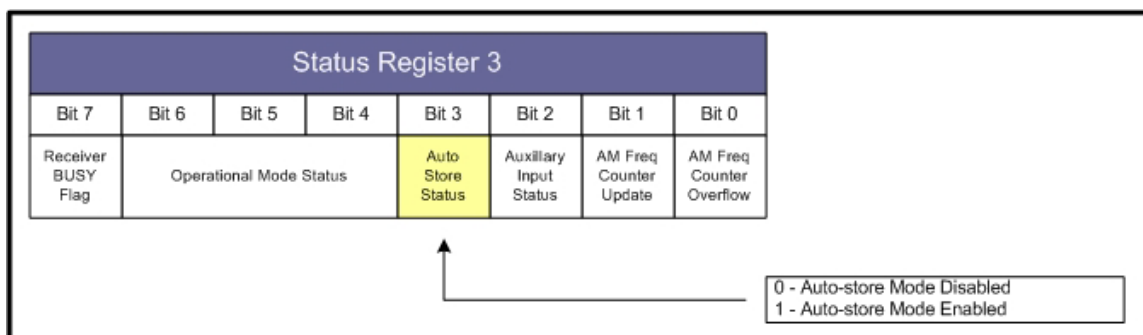 Status Register 3
Bit 7 Bit 6 Bit 5 Bit 4 Bit 3 Bit 2 Bit 1 Bit 0
Receiver
BUSY
Flag
Operational Mode Status
Auto
Store
Status
Auxillary
Input
Status
AM Freq
Counter
Update
AM Freq
Counter
Overflow
0 - Auto-store Mode Disabled
1 - Auto-store Mode Enabled